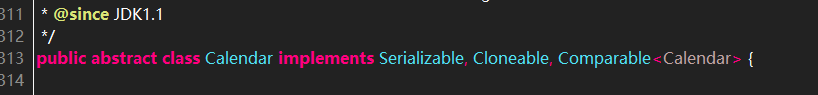 311 * @since JDK1.1
312 */
313 public abstract class Calendar implements Serializable, Cloneable, Comparable<Calendar> {
314